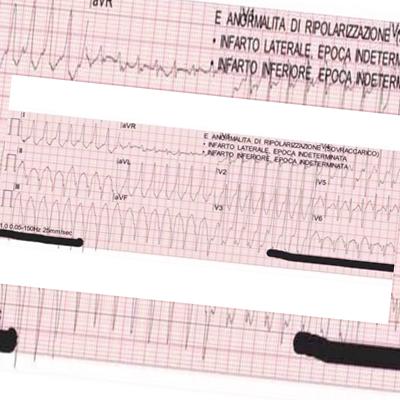 aVR
V4
E ANORMALITA DI RIPOLARIZZAZIONE
• INFARTO LATERALE, EPOCA INDETERM
• INFARTO INFERIORE, EPOCA INDETERM
I
aVR
E ANORMALITA DI RIPOLARIZZAZIONE (SOVRACCARICO)
• INFARTO LATERALE, EPOCA INDETERMINATA
• INFARTO INFERIORE, EPOCA INDETERMINATA
II
aVL
V2
V5
III
aVF
V3
V6
1.0 0.05-150Hz 25mm/sec